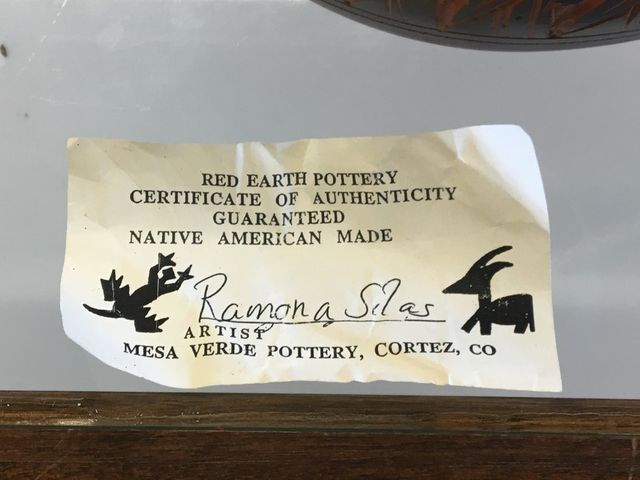 RED EARTH POTTERY
CERTIFICATE OF AUTHENTICITY
GUARANTEED
NATIVE AMERICAN MADE
Ramona Silas
ARTIST
MESA VERDE POTTERY, CORTEZ, CO